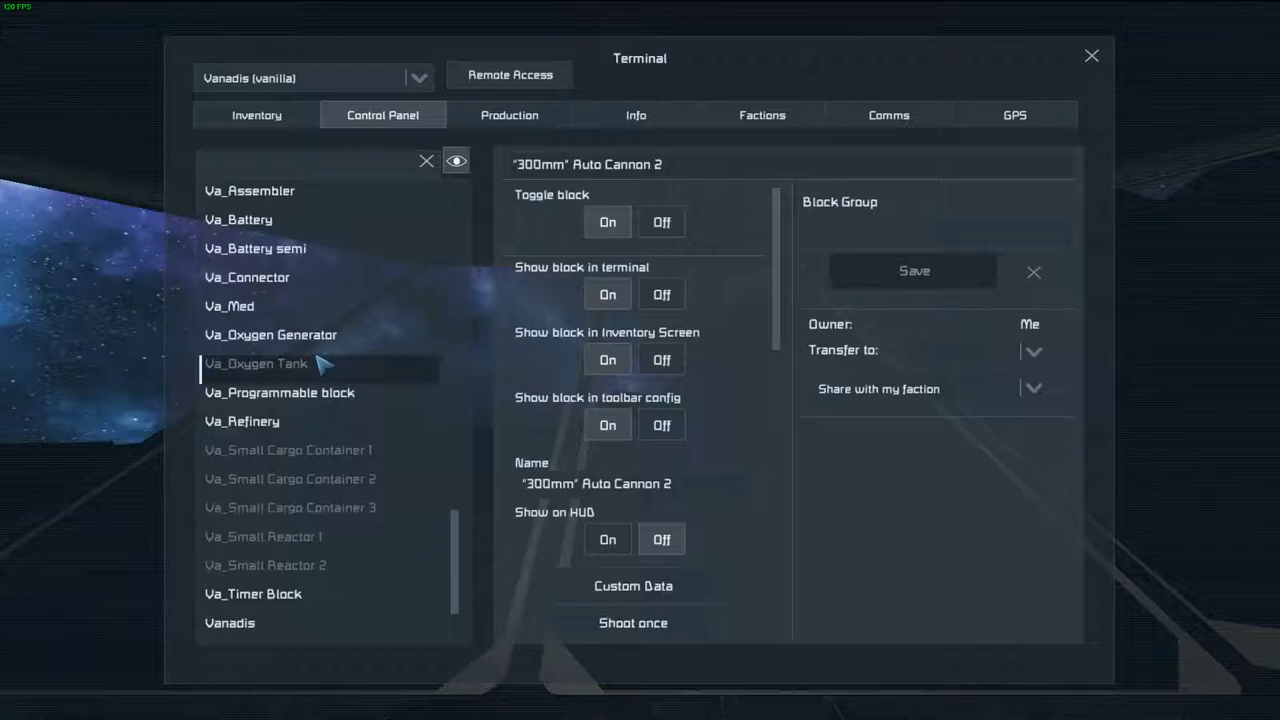 120 FPS
Terminal
Vanadis (vanilla)
Remote Access
Inventory
Control Panel
Production
Info
Factions
Comms
GPS
Va_Assembler
Va_Battery
Va_Battery semi
Va_Connector
Va_Med
Va_Oxygen Generator
Va_Oxygen Tank
Va_Programmable block
Va_Refinery
Va_Small Cargo Container 1
Va_Small Cargo Container 2
Va_Small Cargo Container 3
Va_Small Reactor 1
Va_Small Reactor 2
Va_Timer Block
Vanadis
"300mm" Auto Cannon 2
Toggle block
On Off
Show block in terminal
On Off
Show block in Inventory Screen
On Off
Show block in toolbar config
On Off
Name
"300mm" Auto Cannon 2
Show on HUD
On Off
Custom Data
Shoot once
Block Group
Save
Owner: Me
Transfer to:
Share with my faction